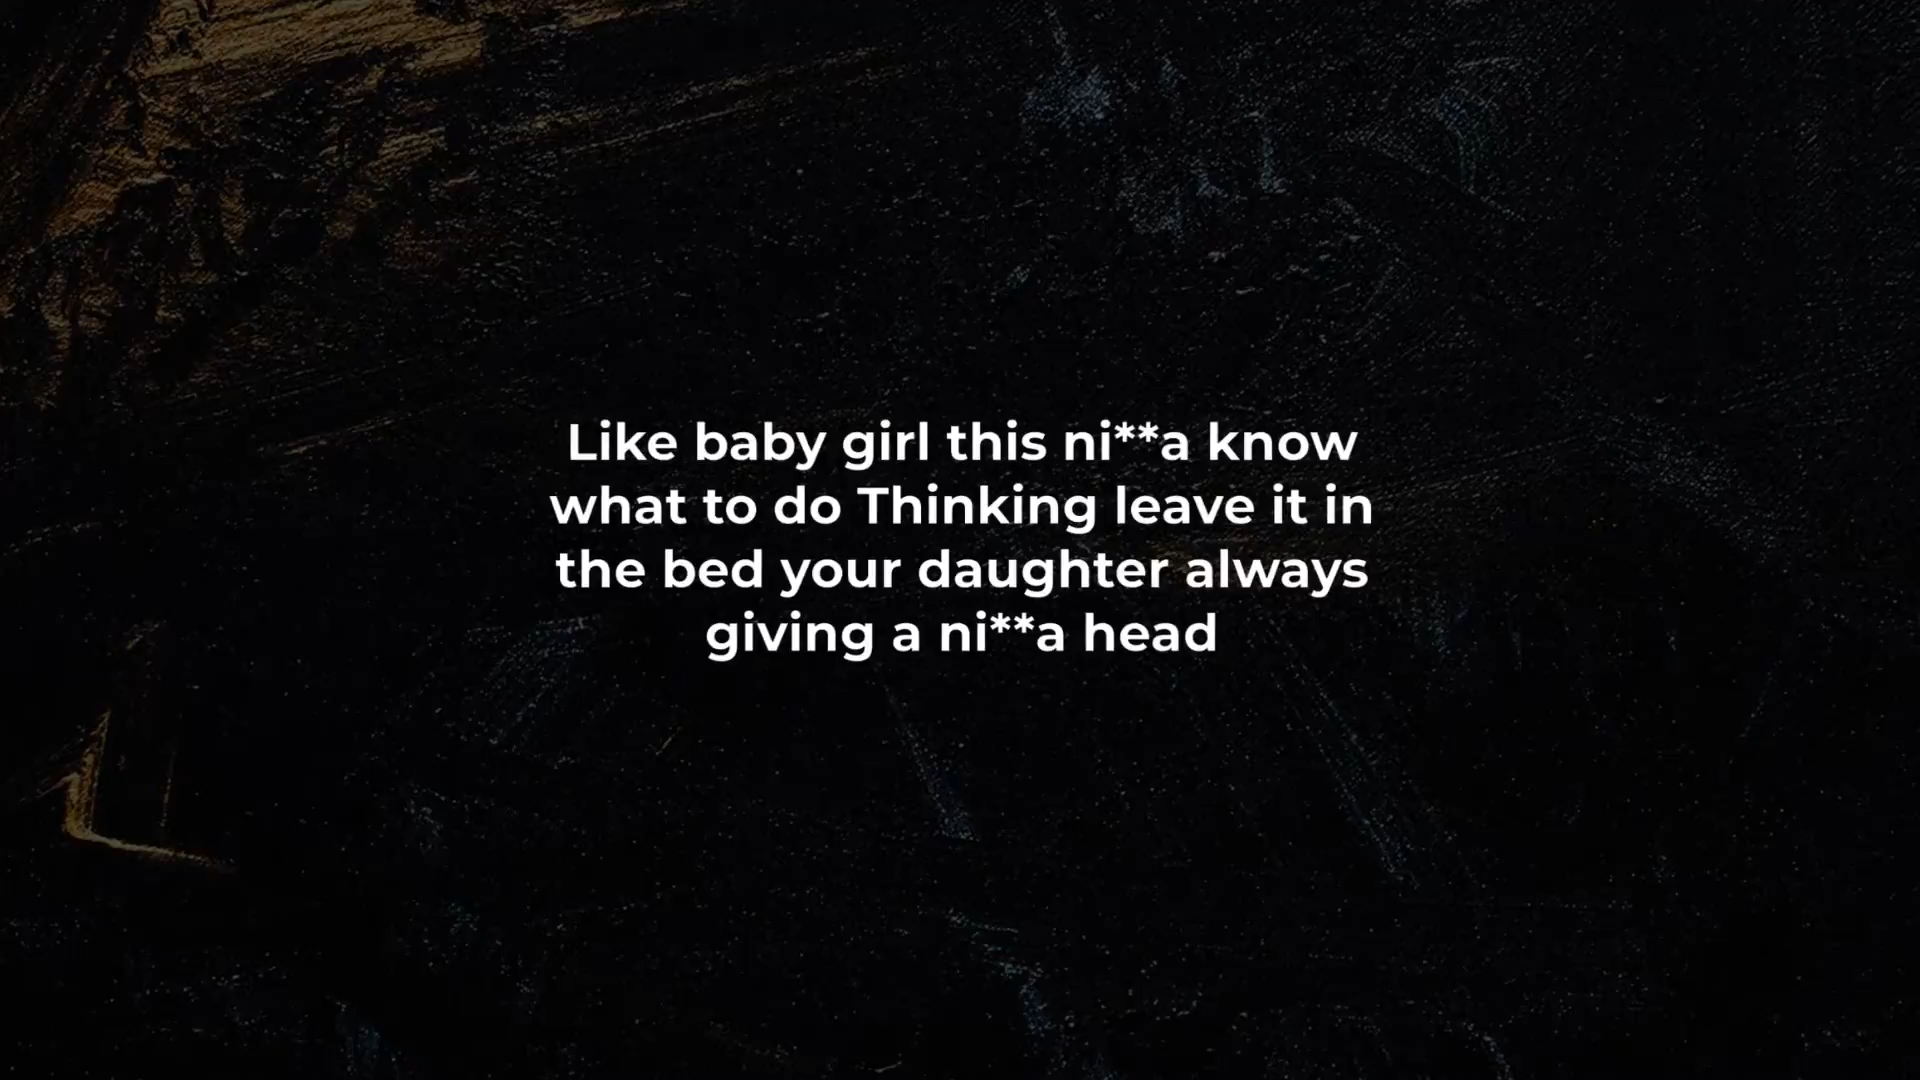 Like baby girl this ni**a know
what to do Thinking leave it in
the bed your daughter always
giving a ni**a head